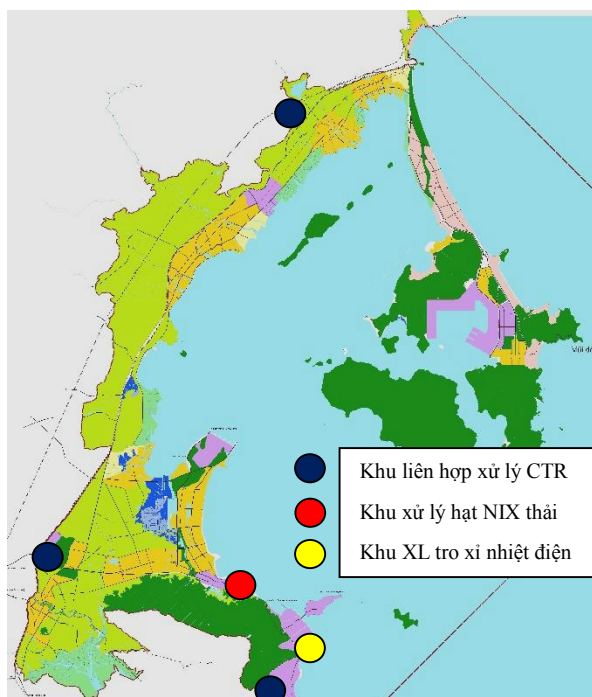 Khu liên hợp xử lý CTR
Khu xử lý hạt NIX thải
Khu XL tro xỉ nhiệt điện